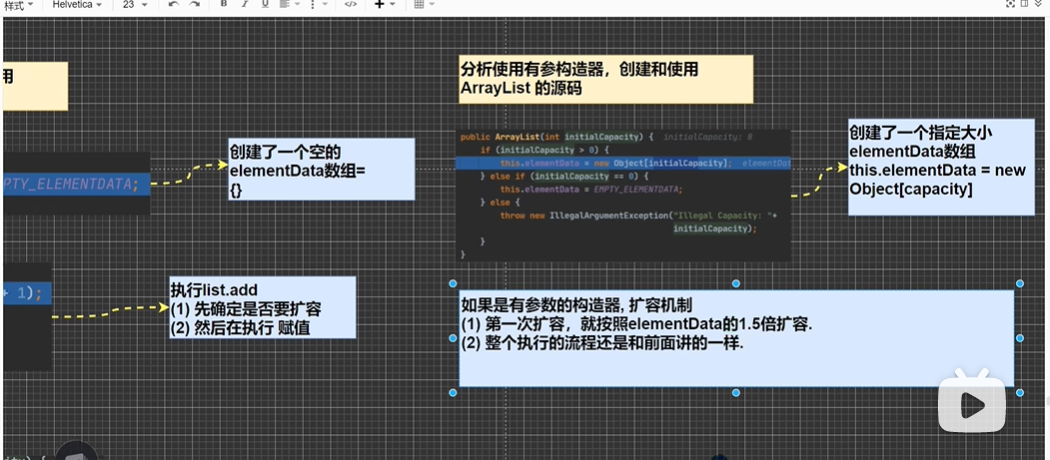 样式
Helvetica
23
B
I
U
用
分析使用有参构造器，创建和使用
ArrayList 的源码
创建了一个空的
elementData数组=
{}
PTY_ELEMENTDATA;
public ArrayList(int initialCapacity) { initialCapacity: 8
if (initialCapacity > 0) {
this.elementData = new Object[initialCapacity]; elementDat
} else if (initialCapacity == 0) {
this.elementData = EMPTY_ELEMENTDATA;
} else {
throw new IllegalArgumentException("Illegal Capacity: "+
initialCapacity);
}
}
创建了一个指定大小
elementData数组
this.elementData = new
Object[capacity]
+ 1);
执行list.add
(1) 先确定是否要扩容
(2) 然后在执行 赋值
如果是有参数的构造器, 扩容机制
(1) 第一次扩容，就按照elementData的1.5倍扩容.
(2) 整个执行的流程还是和前面讲的一样.